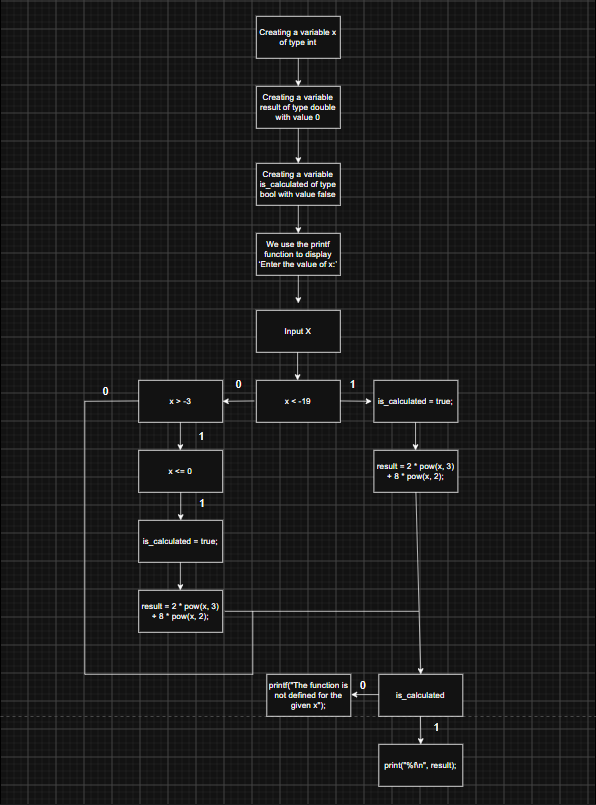 Creating a variable x
of type int
Creating a variable
result of type double
with value 0
Creating a variable
is_calculated of type
bool with value false
We use the printf
function to display
'Enter the value of x:'
Input X
0
x > -3
0
x < -19
1
is_calculated = true;
1
x <= 0
result = 2 * pow(x, 3)
+ 8 * pow(x, 2);
1
is_calculated = true;
result = 2 * pow(x, 3)
+ 8 * pow(x, 2);
printf("The function is
not defined for the
given x");
0
is_calculated
1
print("%f\n", result);